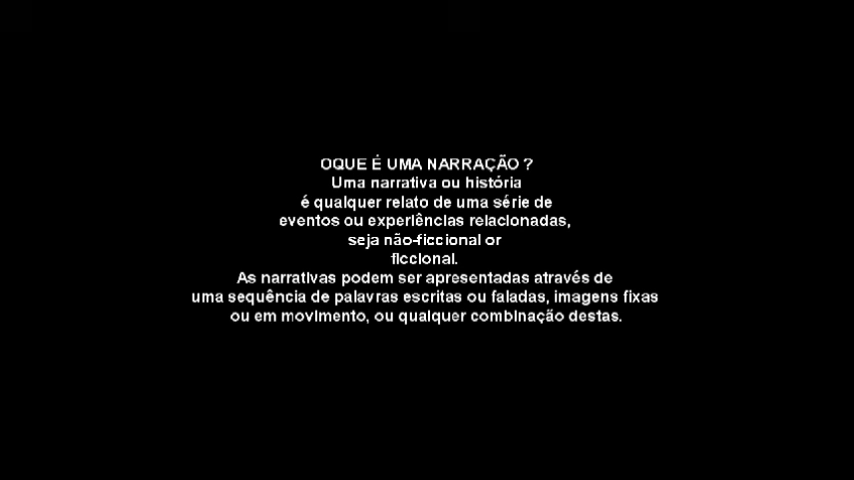 OQUE É UMA NARRAÇÃO ?
Uma narrativa ou história
é qualquer relato de uma série de
eventos ou experiências relacionadas,
seja não-ficcional or
ficcional.
As narrativas podem ser apresentadas através de
uma sequência de palavras escritas ou faladas, imagens fixas
ou em movimento, ou qualquer combinação destas.